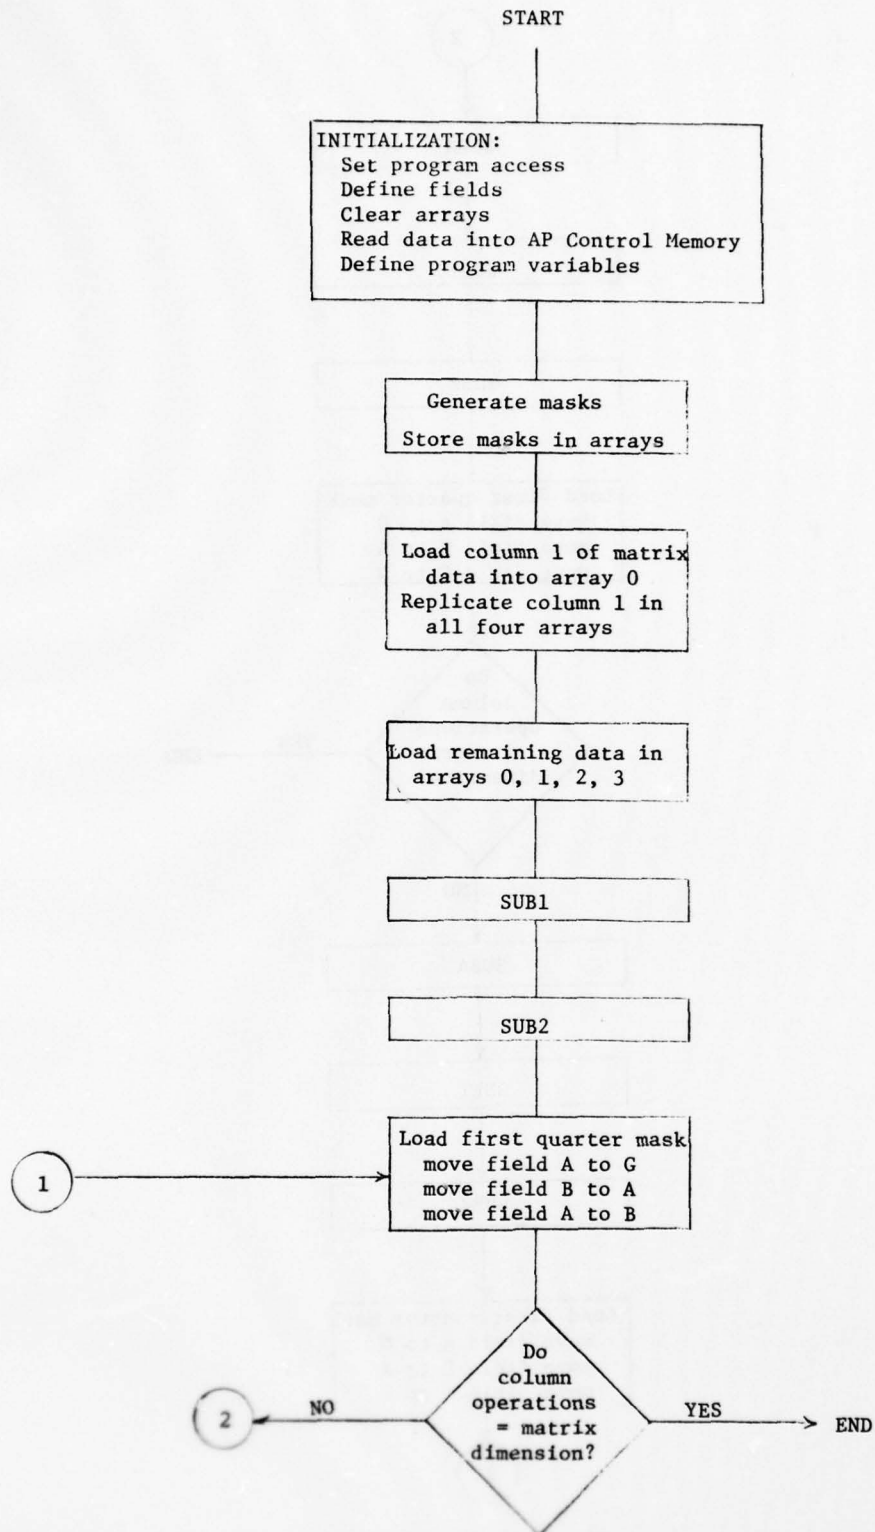 START
INITIALIZATION:
Set program access
Define fields
Clear arrays
Read data into AP Control Memory
Define program variables
Generate masks
Store masks in arrays
Load column 1 of matrix
data into array 0
Replicate column 1 in
all four arrays
Load remaining data in
arrays 0, 1, 2, 3
SUB1
SUB2
Load first quarter mask
move field A to G
move field B to A
move field A to B
1
Do
column
operations
= matrix
dimension?
NO
2
YES
END